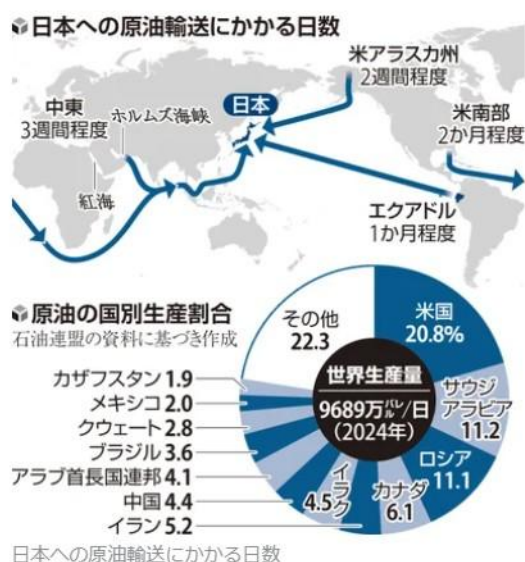 日本への原油輸送にかかる日数
米アラスカ州
2週間程度
中東
3週間程度
ホルムズ海峡
日本
米南部
2か月程度
紅海
エクアドル
1か月程度
原油の国別生産割合
石油連盟の資料に基づき作成
その他
22.3
米国
20.8%
カザフスタン 1.9
メキシコ 2.0
クウェート 2.8
ブラジル 3.6
アラブ首長国連邦 4.1
中国 4.4
イラン 5.2
世界生産量
9689万バレル/日
(2024年)
サウジ
アラビア
11.2
ロシア
11.1
カナダ
6.1
イラク
4.5
日本への原油輸送にかかる日数